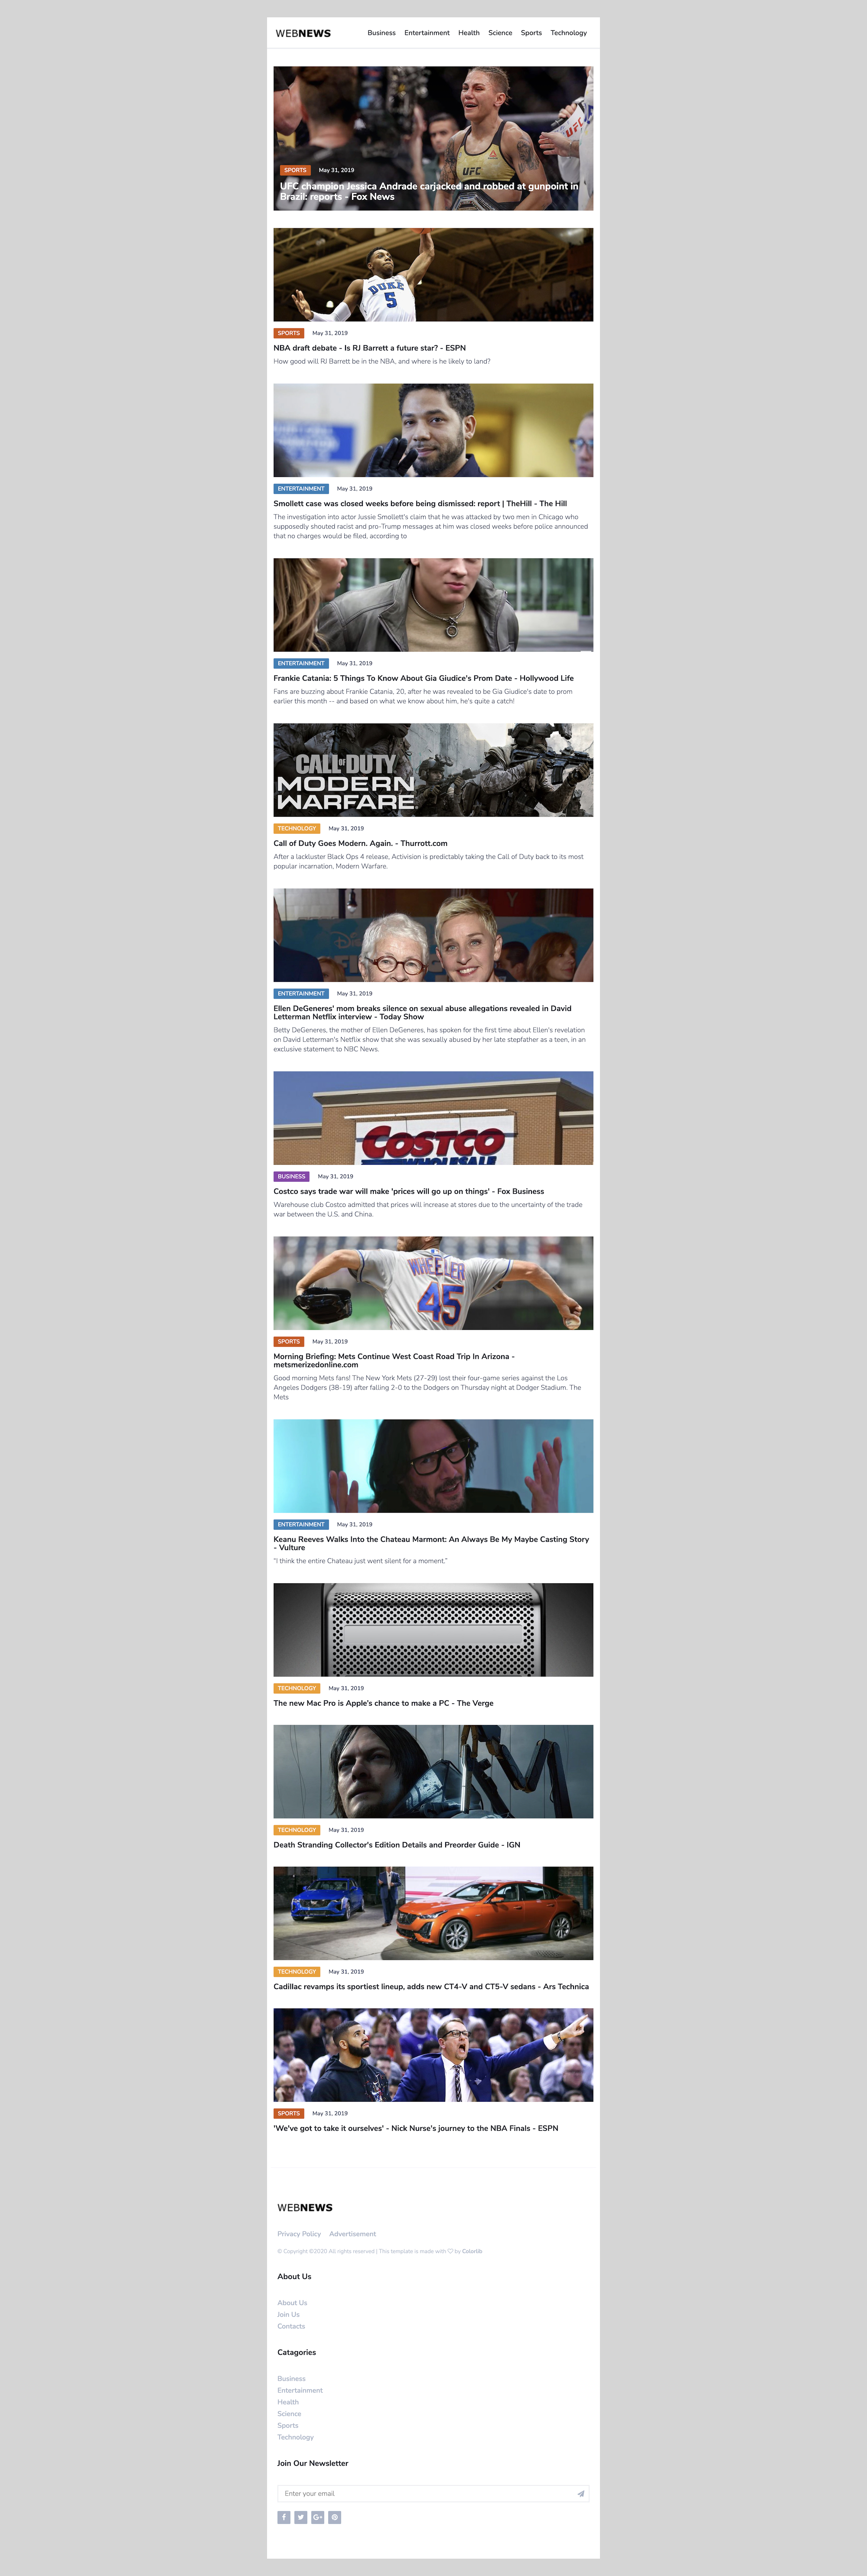 WEBNEWS
Business Entertainment Health Science Sports Technology
UFC
UFC
SPORTS May 31, 2019
UFC champion Jessica Andrade carjacked and robbed at gunpoint in
Brazil: reports - Fox News
DUKE
5
SPORTS May 31, 2019
NBA draft debate - Is RJ Barrett a future star? - ESPN
How good will RJ Barrett be in the NBA, and where is he likely to land?
ENTERTAINMENT May 31, 2019
Smollett case was closed weeks before being dismissed: report | TheHill - The Hill
The investigation into actor Jussie Smollett's claim that he was attacked by two men in Chicago who
supposedly shouted racist and pro-Trump messages at him was closed weeks before police announced
that no charges would be filed, according to
ENTERTAINMENT May 31, 2019
Frankie Catania: 5 Things To Know About Gia Giudice's Prom Date - Hollywood Life
Fans are buzzing about Frankie Catania, 20, after he was revealed to be Gia Giudice's date to prom
earlier this month -- and based on what we know about him, he's quite a catch!
CALL OF DUTY
MODERN
WARFARE
TECHNOLOGY May 31, 2019
Call of Duty Goes Modern. Again. - Thurrott.com
After a lackluster Black Ops 4 release, Activision is predictably taking the Call of Duty back to its most
popular incarnation, Modern Warfare.
ENTERTAINMENT May 31, 2019
Ellen DeGeneres' mom breaks silence on sexual abuse allegations revealed in David
Letterman Netflix interview - Today Show
Betty DeGeneres, the mother of Ellen DeGeneres, has spoken for the first time about Ellen's revelation
on David Letterman's Netflix show that she was sexually abused by her late stepfather as a teen, in an
exclusive statement to NBC News.
COSTCO
WHOLESALE
BUSINESS May 31, 2019
Costco says trade war will make 'prices will go up on things' - Fox Business
Warehouse club Costco admitted that prices will increase at stores due to the uncertainty of the trade
war between the U.S. and China.
WHEELER
45
SPORTS May 31, 2019
Morning Briefing: Mets Continue West Coast Road Trip In Arizona -
metsmerizedonline.com
Good morning Mets fans! The New York Mets (27-29) lost their four-game series against the Los
Angeles Dodgers (38-19) after falling 2-0 to the Dodgers on Thursday night at Dodger Stadium. The
Mets
ENTERTAINMENT May 31, 2019
Keanu Reeves Walks Into the Chateau Marmont: An Always Be My Maybe Casting Story
- Vulture
“I think the entire Chateau just went silent for a moment.”
TECHNOLOGY May 31, 2019
The new Mac Pro is Apple's chance to make a PC - The Verge
TECHNOLOGY May 31, 2019
Death Stranding Collector's Edition Details and Preorder Guide - IGN
TECHNOLOGY May 31, 2019
Cadillac revamps its sportiest lineup, adds new CT4-V and CT5-V sedans - Ars Technica
SPORTS May 31, 2019
'We've got to take it ourselves' - Nick Nurse's journey to the NBA Finals - ESPN
WEBNEWS
Privacy Policy Advertisement
© Copyright ©2020 All rights reserved | This template is made with ♡ by Colorlib
About Us
About Us
Join Us
Contacts
Catagories
Business
Entertainment
Health
Science
Sports
Technology
Join Our Newsletter
Enter your email